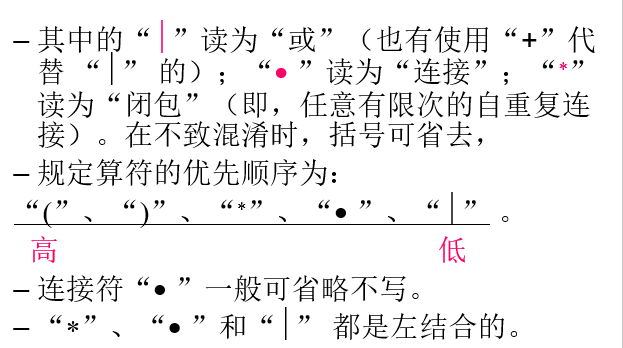 – 其中的“|”读为“或”（也有使用“+”代
替 “|” 的）；“•”读为“连接”；“*”
读为“闭包”（即，任意有限次的自重复连
接）。在不致混淆时，括号可省去，
– 规定算符的优先顺序为：
“(”、“)”、“*”、“•”、“|” 。
高 低
– 连接符“•”一般可省略不写。
– “*”、“•”和“|” 都是左结合的。